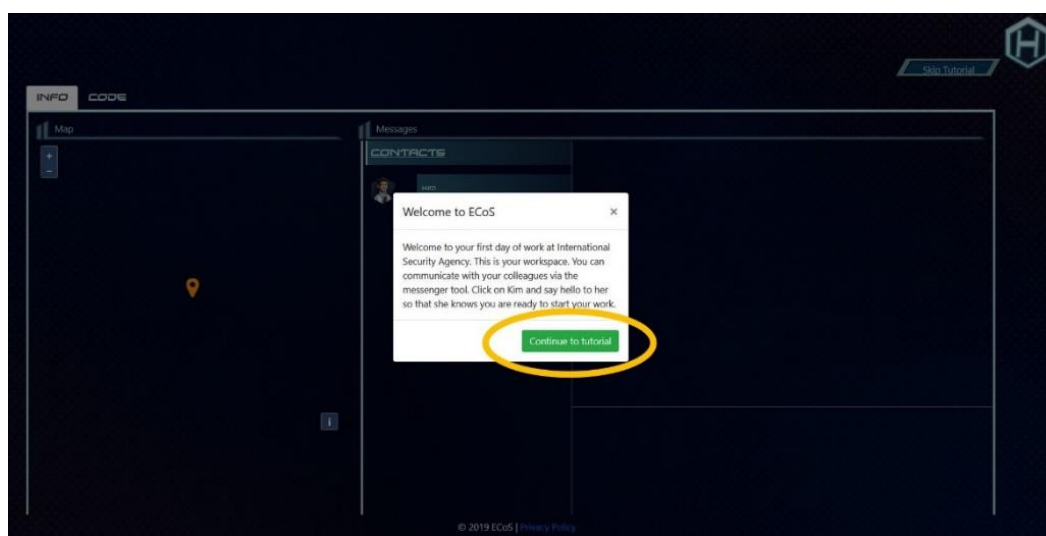 Skip Tutorial
INFO CODE
Map
Messages
+
-
CONTACTS
KIM
Welcome to ECoS ×
Welcome to your first day of work at International
Security Agency. This is your workspace. You can
communicate with your colleagues via the
messenger tool. Click on Kim and say hello to her
so that she knows you are ready to start your work.
Continue to tutorial
i
© 2019 ECoS | Privacy Policy